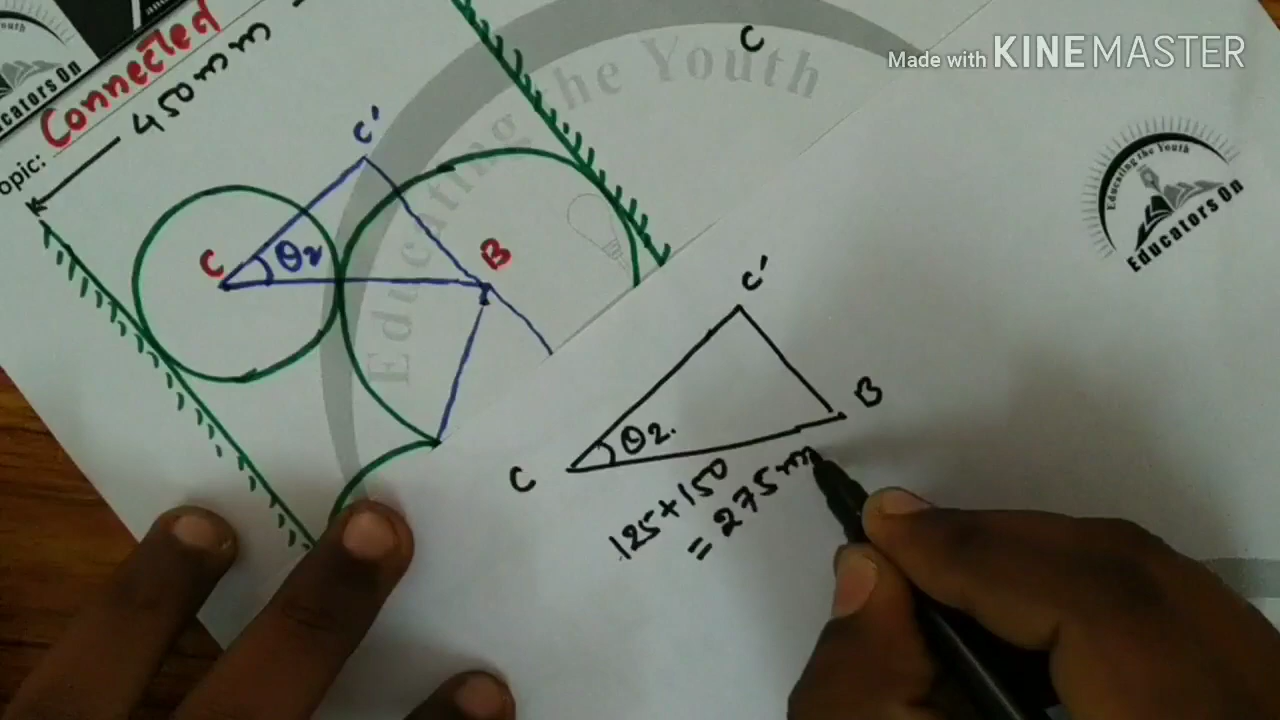 Educators On
opic: Connected
450mm
Educating the Youth
C
Made with KINEMASTER
Educating the Youth
Educators On
C'
C
θ2
B
C'
B
θ2.
C
125+150
= 275m